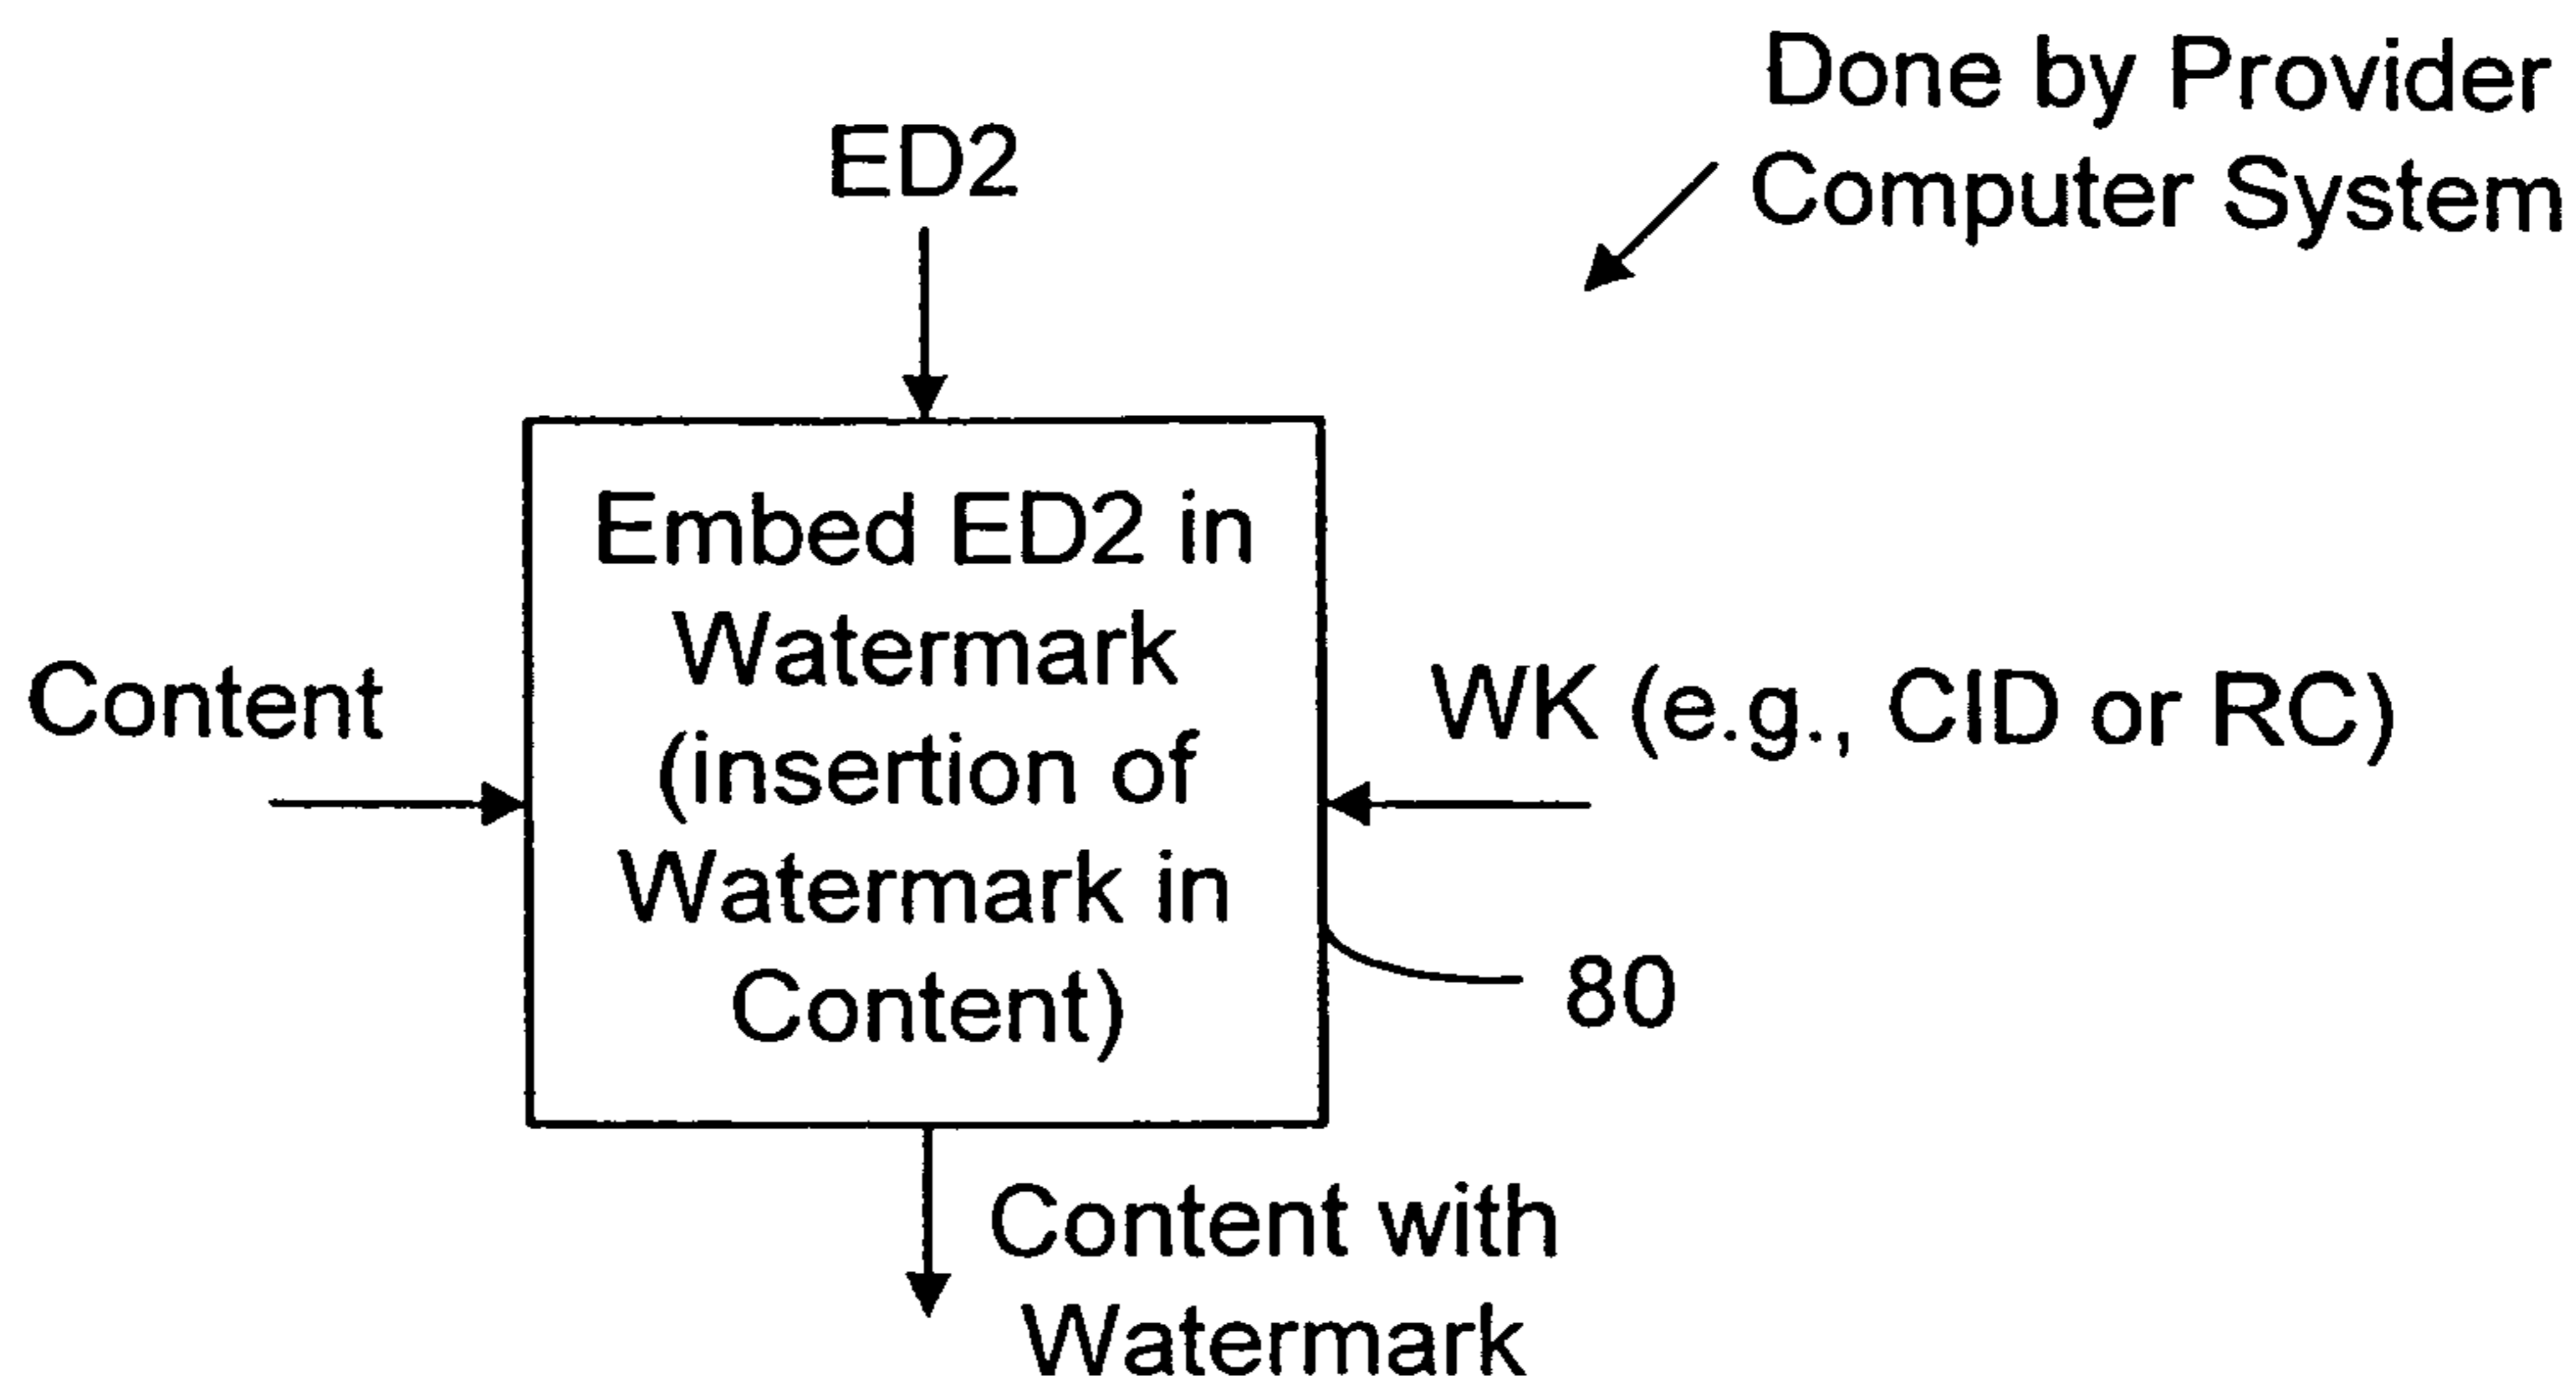 Done by Provider
Computer System
ED2
Embed ED2 in
Watermark
(insertion of
Watermark in
Content)
Content
WK (e.g., CID or RC)
80
Content with
Watermark